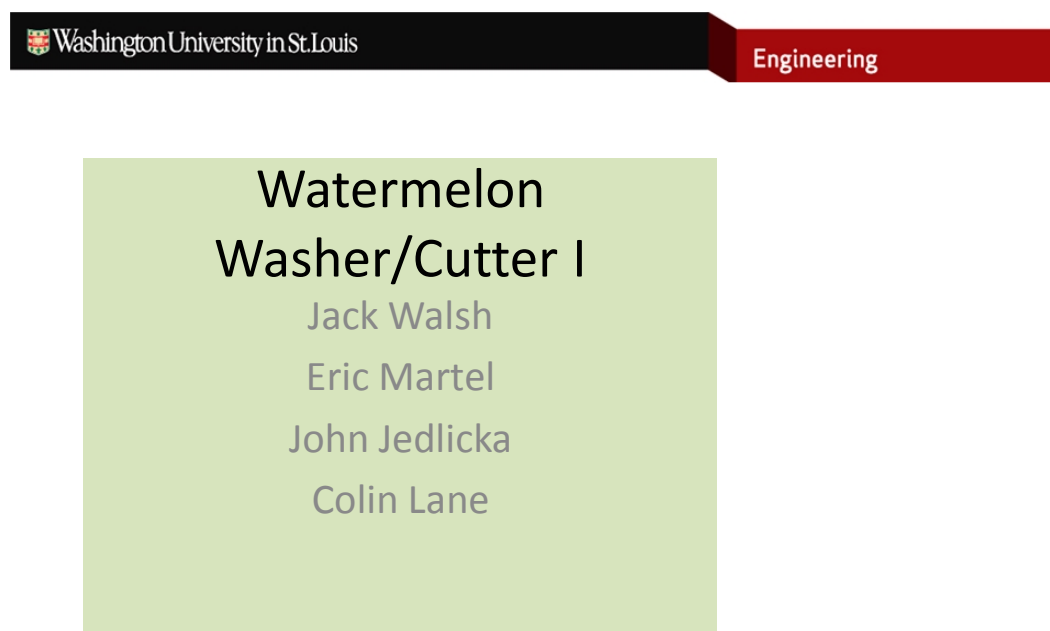 Washington University in St. Louis
Engineering
Watermelon
Washer/Cutter I
Jack Walsh
Eric Martel
John Jedlicka
Colin Lane